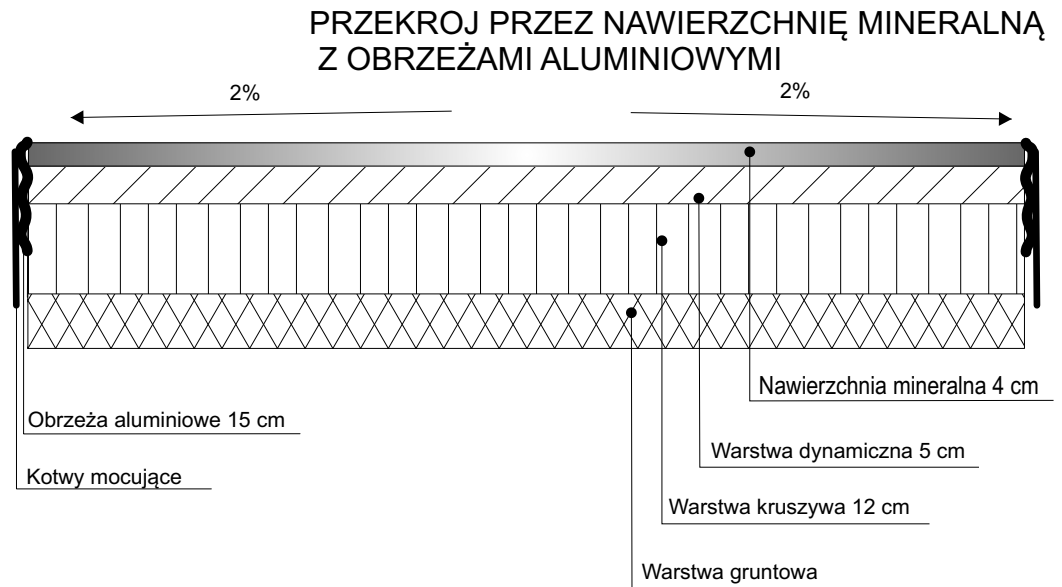 PRZEKROJ PRZEZ NAWIERZCHNIĘ MINERALNĄ
Z OBRZEŻAMI ALUMINIOWYMI
2%
2%
Nawierzchnia mineralna 4 cm
Obrzeża aluminiowe 15 cm
Warstwa dynamiczna 5 cm
Kotwy mocujące
Warstwa kruszywa 12 cm
Warstwa gruntowa